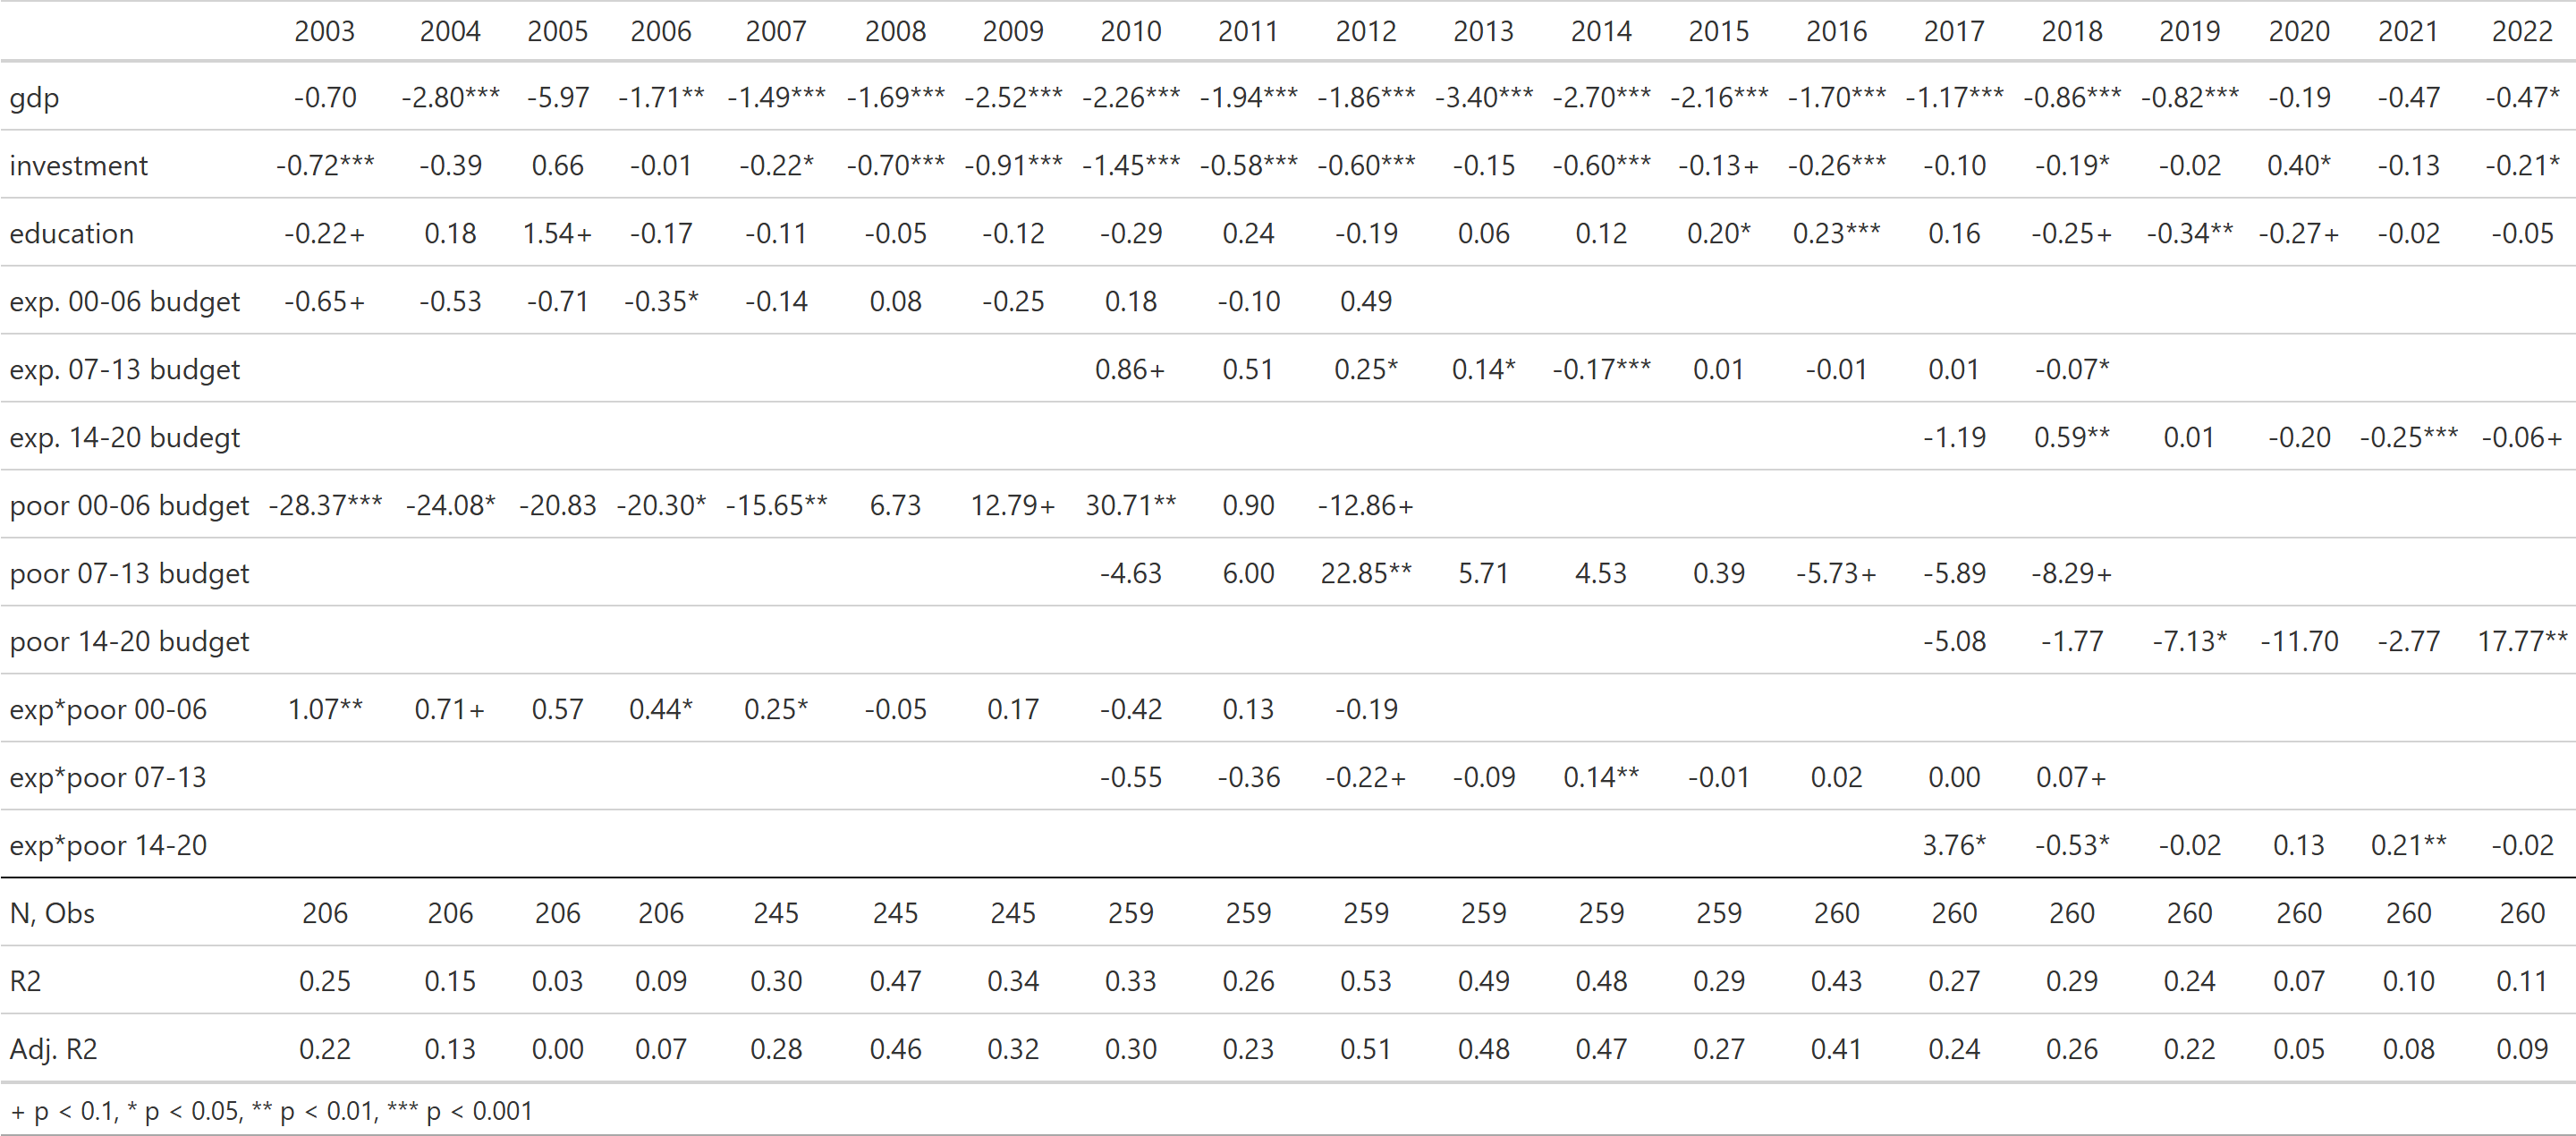 2003 2004 2005 2006 2007 2008 2009 2010 2011 2012 2013 2014 2015 2016 2017 2018 2019 2020 2021 2022
gdp -0.70 -2.80*** -5.97 -1.71** -1.49*** -1.69*** -2.52*** -2.26*** -1.94*** -1.86*** -3.40*** -2.70*** -2.16*** -1.70*** -1.17*** -0.86*** -0.82*** -0.19 -0.47 -0.47*
investment -0.72*** -0.39 0.66 -0.01 -0.22* -0.70*** -0.91*** -1.45*** -0.58*** -0.60*** -0.15 -0.60*** -0.13+ -0.26*** -0.10 -0.19* -0.02 0.40* -0.13 -0.21*
education -0.22+ 0.18 1.54+ -0.17 -0.11 -0.05 -0.12 -0.29 0.24 -0.19 0.06 0.12 0.20* 0.23*** 0.16 -0.25+ -0.34** -0.27+ -0.02 -0.05
exp. 00-06 budget -0.65+ -0.53 -0.71 -0.35* -0.14 0.08 -0.25 0.18 -0.10 0.49
exp. 07-13 budget 0.86+ 0.51 0.25* 0.14* -0.17*** 0.01 -0.01 0.01 -0.07*
exp. 14-20 budegt -1.19 0.59** 0.01 -0.20 -0.25*** -0.06+
poor 00-06 budget -28.37*** -24.08* -20.83 -20.30* -15.65** 6.73 12.79+ 30.71** 0.90 -12.86+
poor 07-13 budget -4.63 6.00 22.85** 5.71 4.53 0.39 -5.73+ -5.89 -8.29+
poor 14-20 budget -5.08 -1.77 -7.13* -11.70 -2.77 17.77**
exp*poor 00-06 1.07** 0.71+ 0.57 0.44* 0.25* -0.05 0.17 -0.42 0.13 -0.19
exp*poor 07-13 -0.55 -0.36 -0.22+ -0.09 0.14** -0.01 0.02 0.00 0.07+
exp*poor 14-20 3.76* -0.53* -0.02 0.13 0.21** -0.02
N, Obs 206 206 206 206 245 245 245 259 259 259 259 259 259 260 260 260 260 260 260 260
R2 0.25 0.15 0.03 0.09 0.30 0.47 0.34 0.33 0.26 0.53 0.49 0.48 0.29 0.43 0.27 0.29 0.24 0.07 0.10 0.11
Adj. R2 0.22 0.13 0.00 0.07 0.28 0.46 0.32 0.30 0.23 0.51 0.48 0.47 0.27 0.41 0.24 0.26 0.22 0.05 0.08 0.09
+ p < 0.1, * p < 0.05, ** p < 0.01, *** p < 0.001